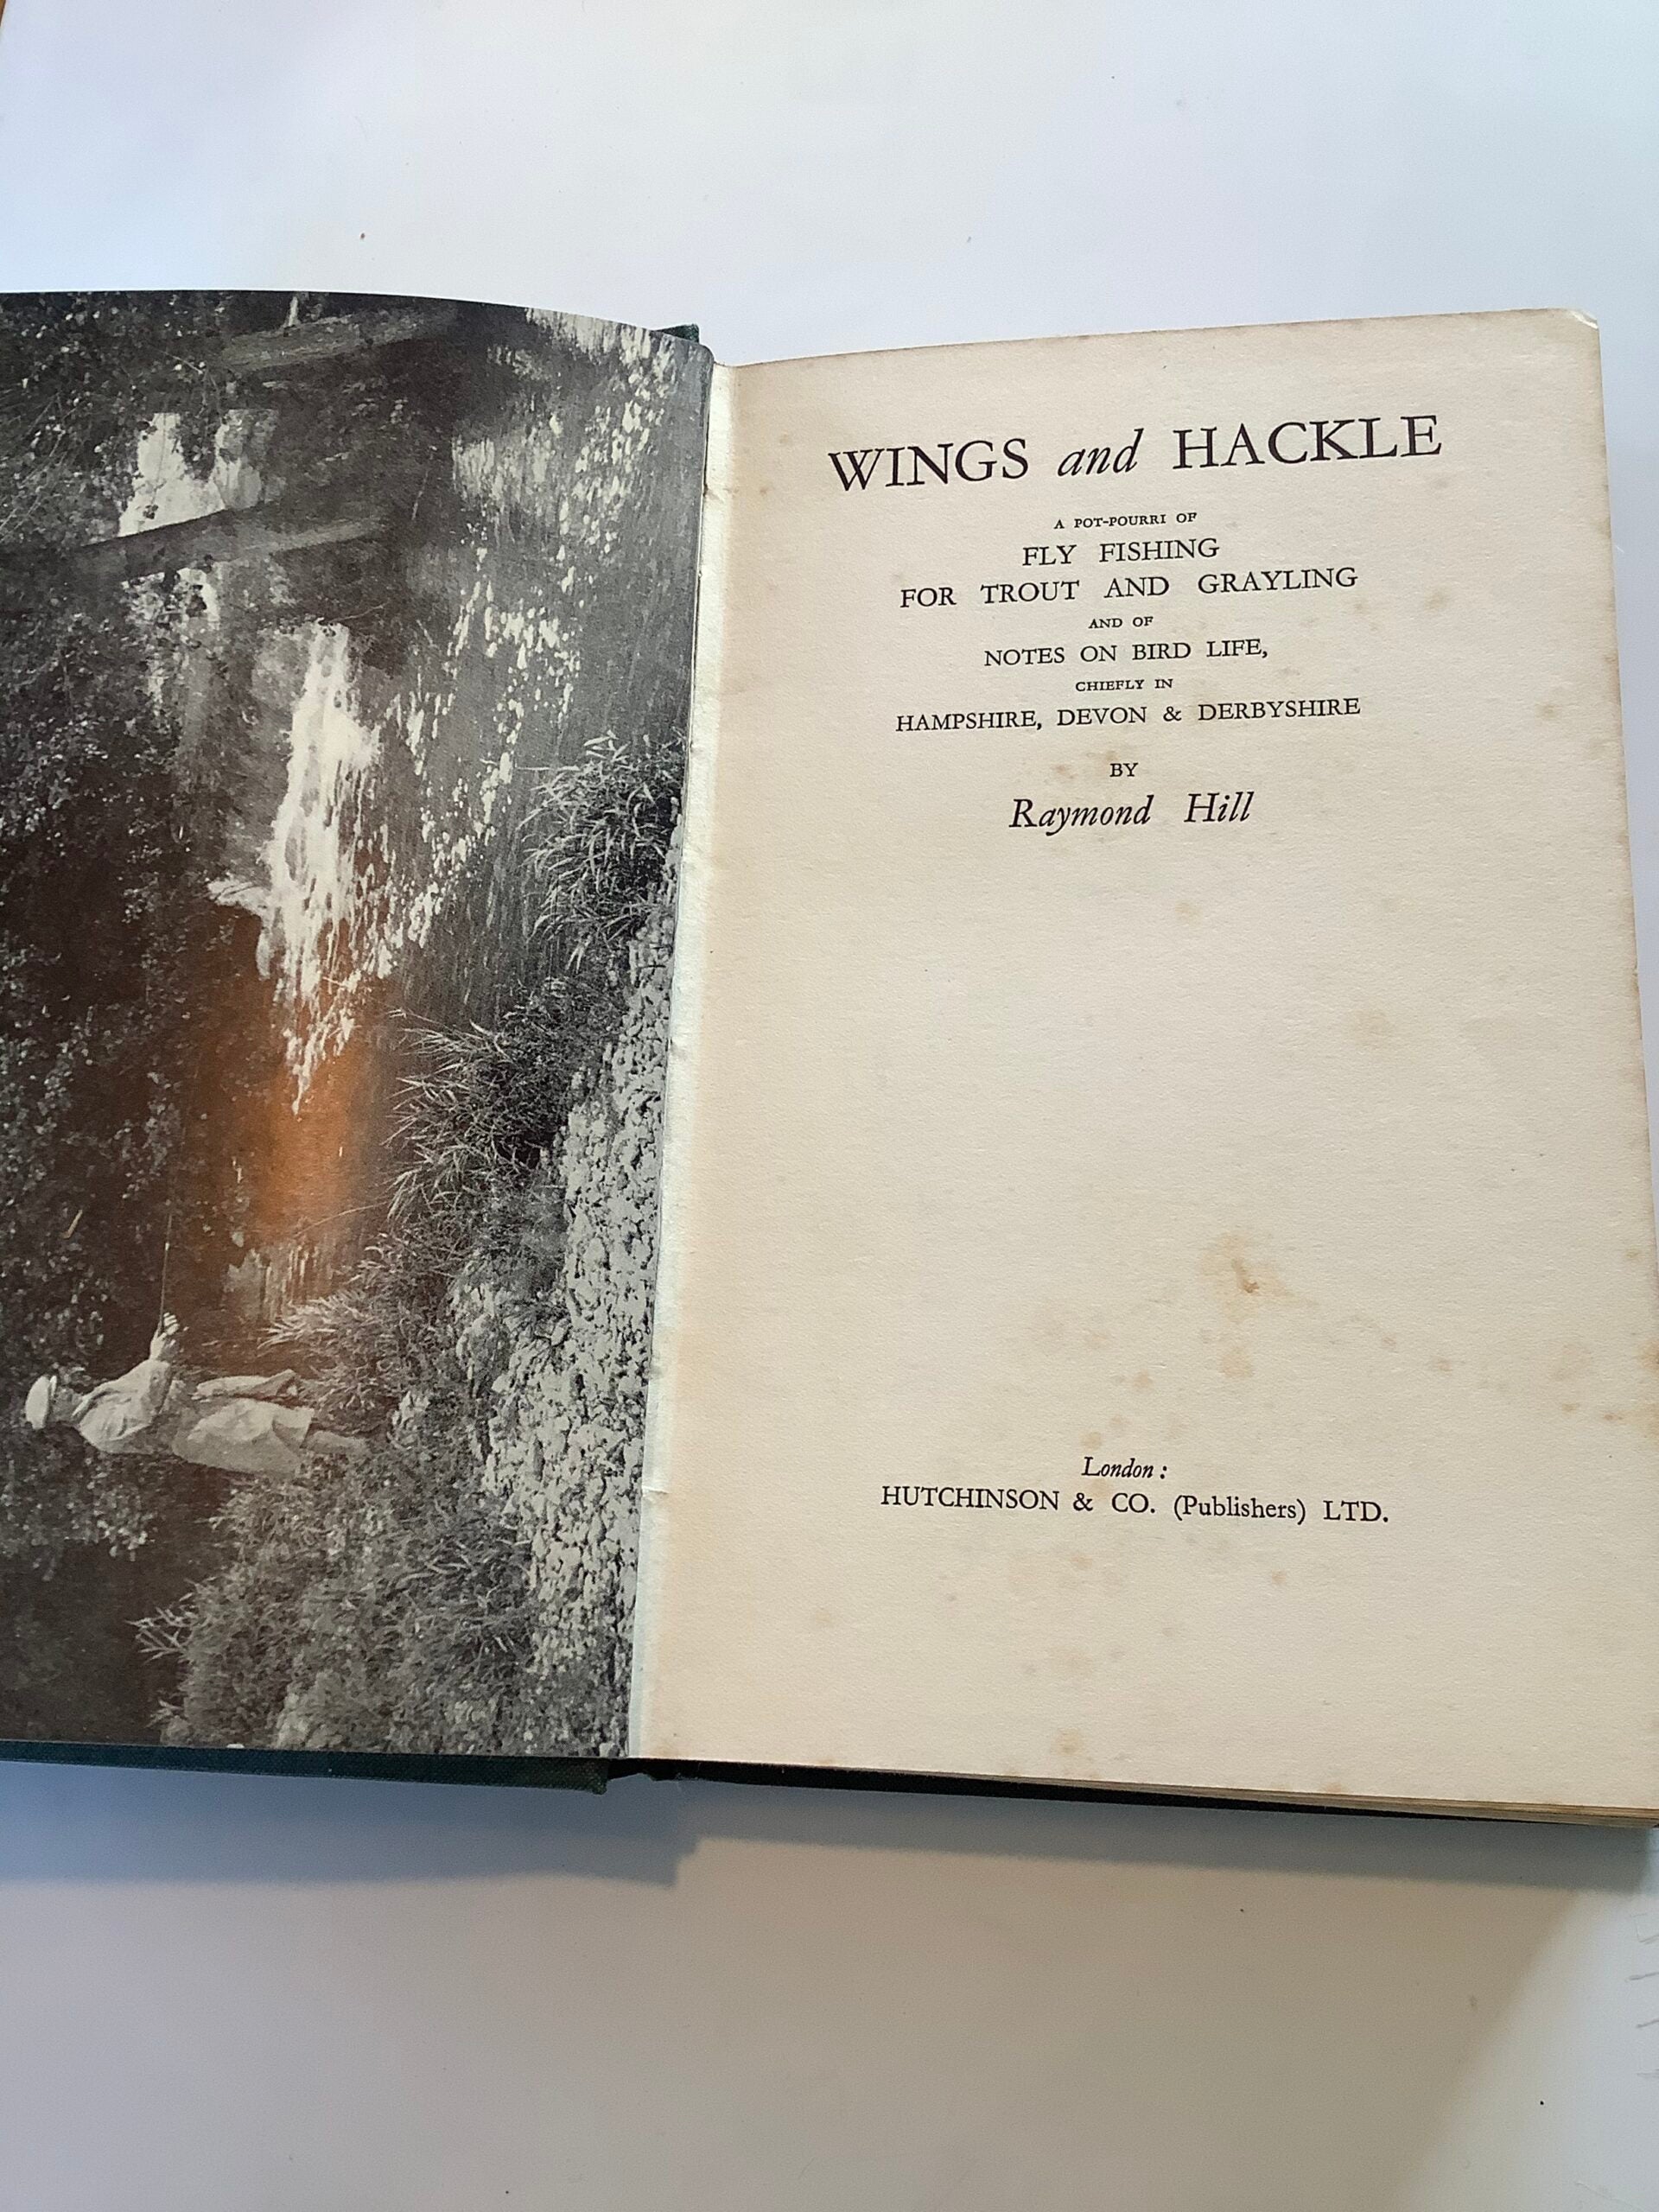 WINGS and HACKLE
A POT-POURRI OF
FLY FISHING
FOR TROUT AND GRAYLING
AND OF
NOTES ON BIRD LIFE,
CHIEFLY IN
HAMPSHIRE, DEVON & DERBYSHIRE
BY
Raymond Hill
London:
HUTCHINSON & CO. (Publishers) LTD.